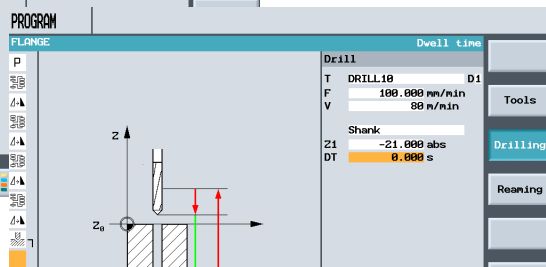 PROGRAM
FLANGE Dwell time
P
Drill
T DRILL10 D1
F 100.000 mm/min
V 80 m/min
Shank
Z1 -21.000 abs
DT 0.000 s
Z
Z0
Tools
Drilling
Reaming